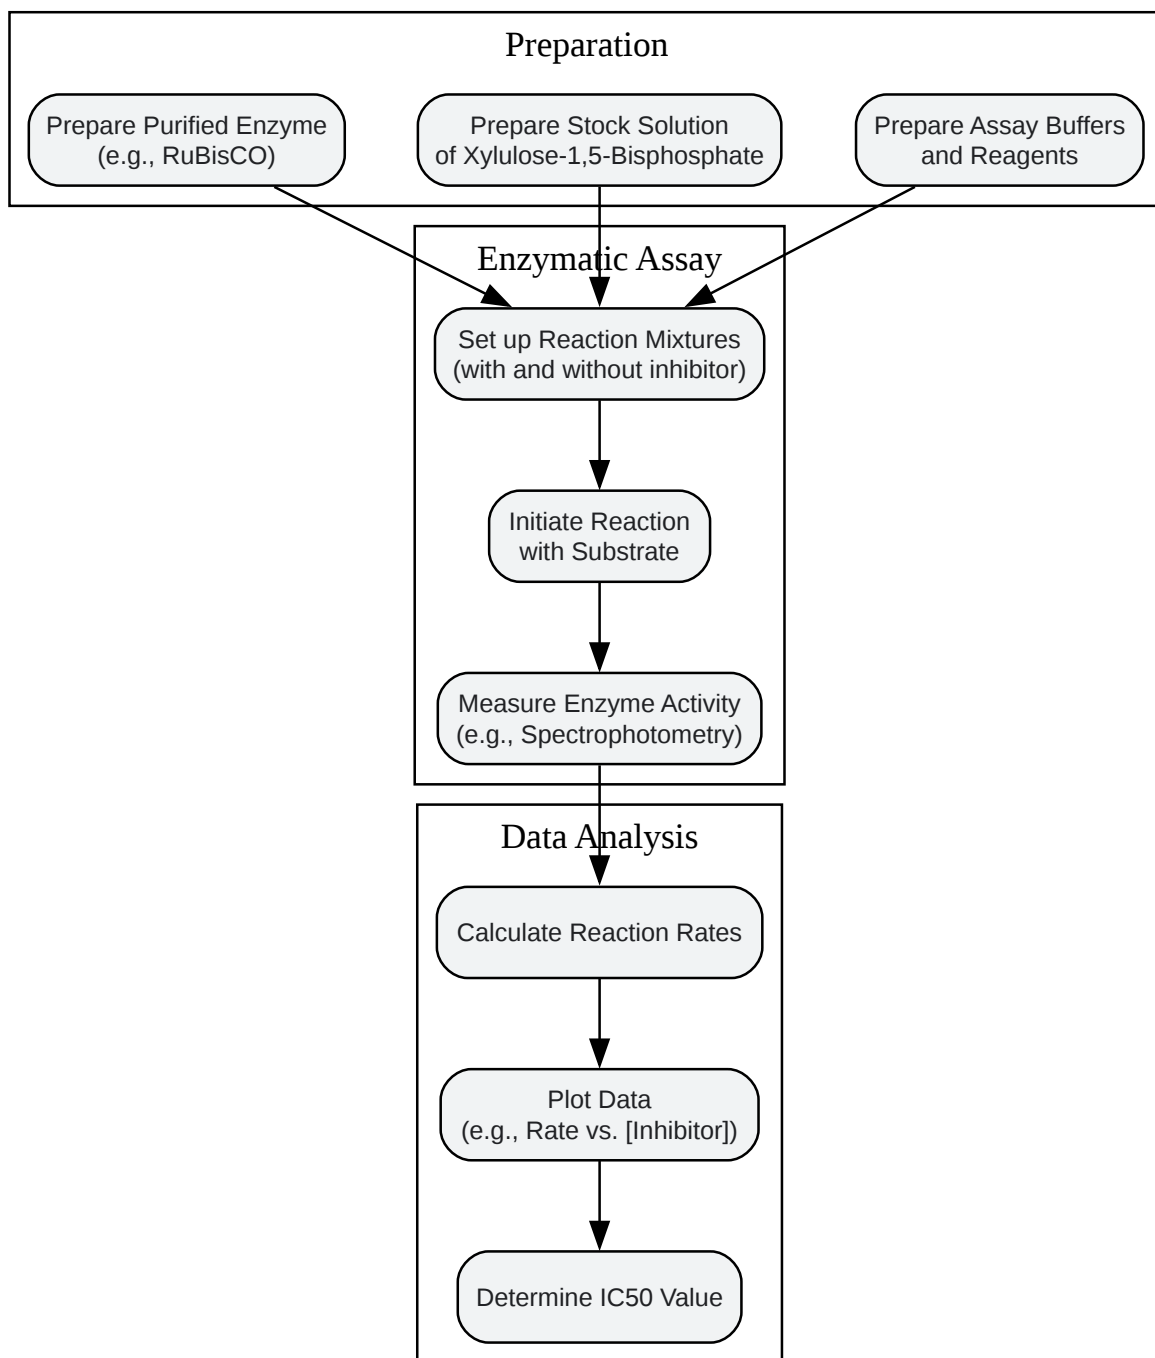 Preparation
Prepare Purified Enzyme
(e.g., RuBisCO)
Prepare Stock Solution
of Xylulose-1,5-Bisphosphate
Prepare Assay Buffers
and Reagents
Enzymatic Assay
Set up Reaction Mixtures
(with and without inhibitor)
Initiate Reaction
with Substrate
Measure Enzyme Activity
(e.g., Spectrophotometry)
Data Analysis
Calculate Reaction Rates
Plot Data
(e.g., Rate vs. [Inhibitor])
Determine IC50 Value